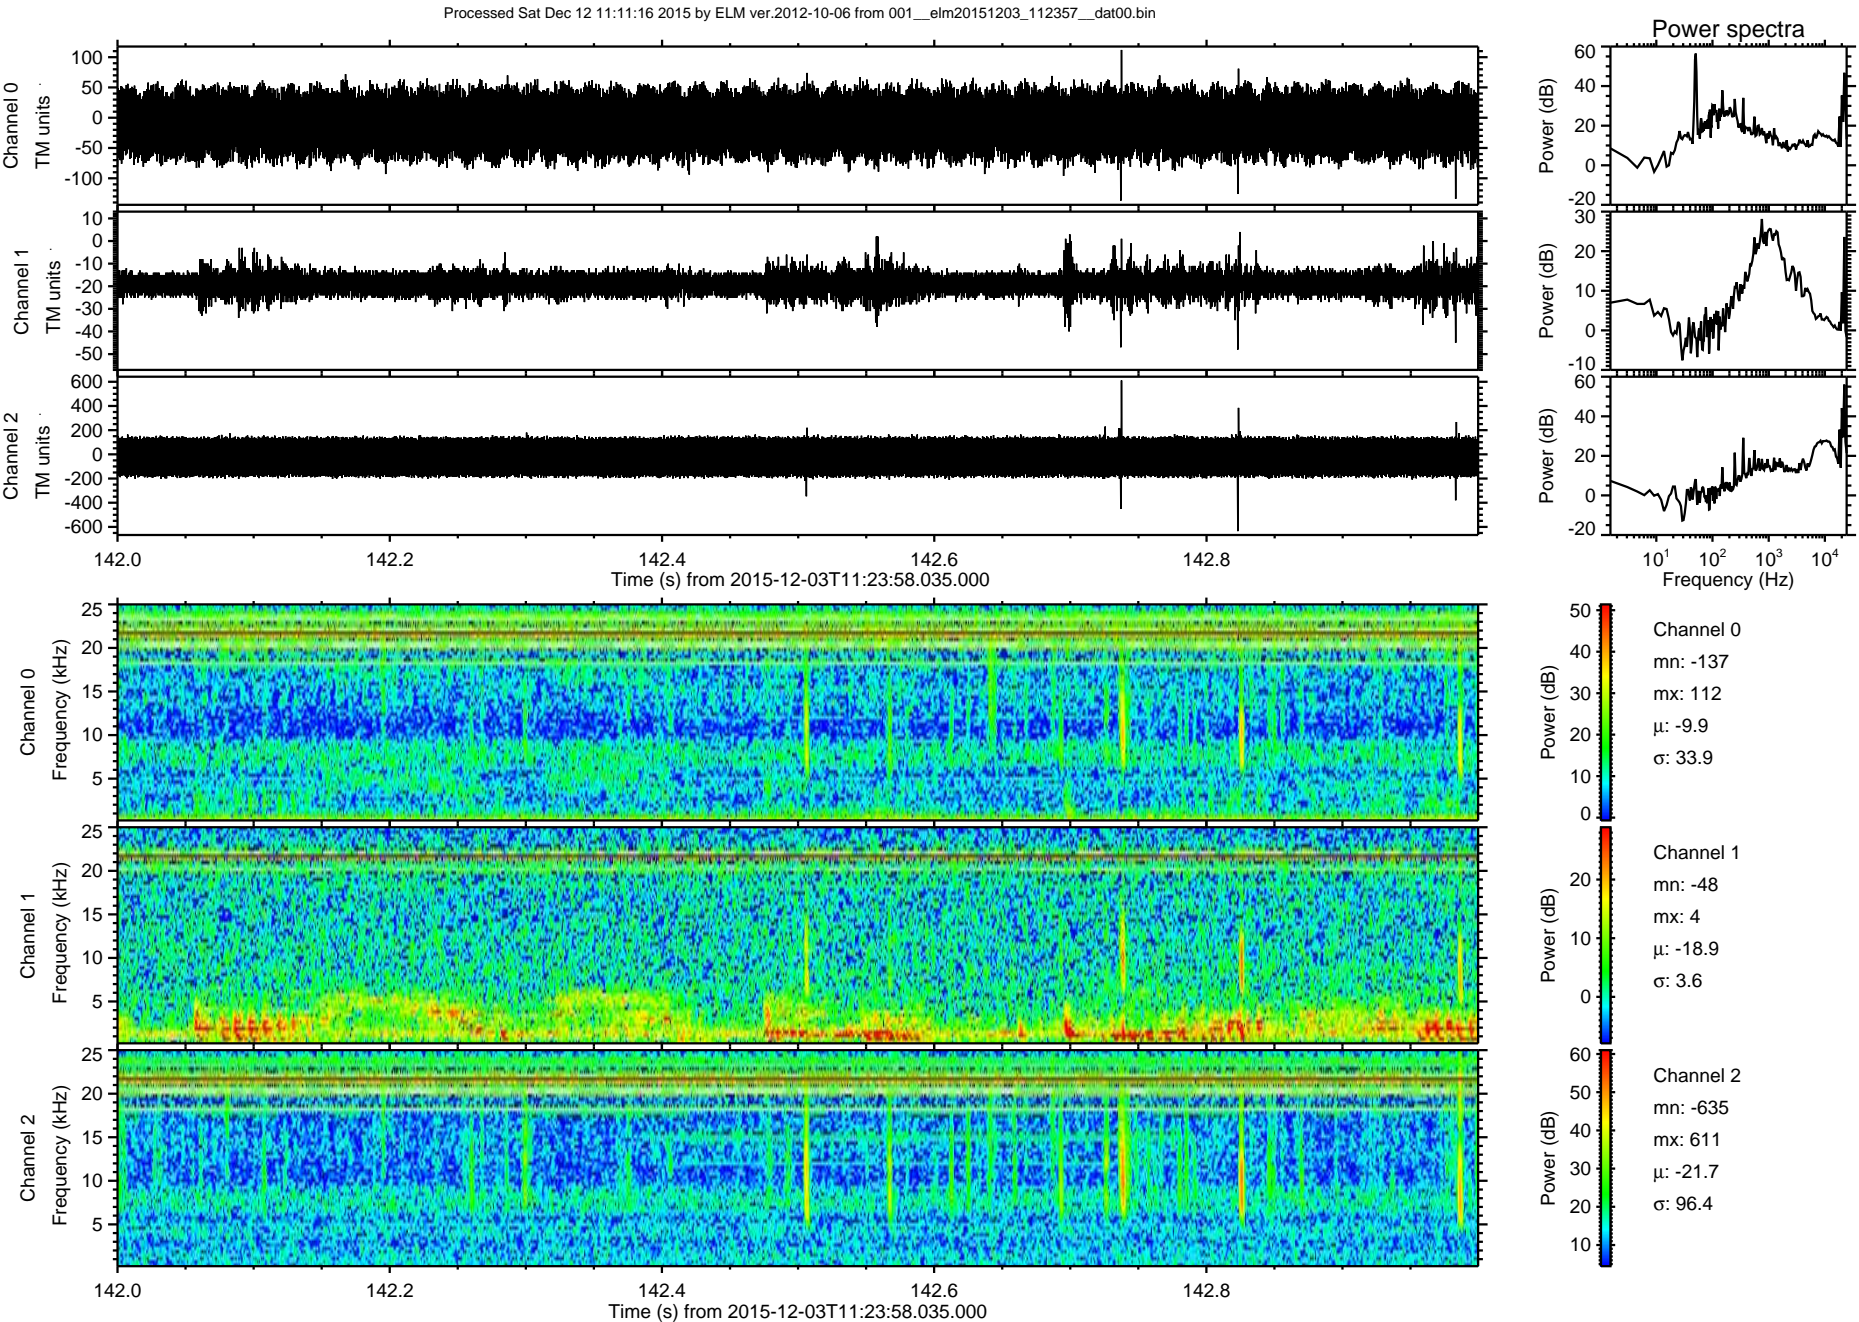 Processed Sat Dec 12 11:11:16 2015 by ELM ver.2012-10-06 from 001__elm20151203_112357__dat00.bin
Power spectra
Channel 0
TM units
100
50
0
-50
-100
Power (dB)
60
40
20
0
-20
Channel 1
TM units
10
0
-10
-20
-30
-40
-50
Power (dB)
30
20
10
0
-10
Channel 2
TM units
600
400
200
0
-200
-400
-600
Power (dB)
60
40
20
0
-20
142.0 142.2 142.4 142.6 142.8
Time (s) from 2015-12-03T11:23:58.035.000
10^1 10^2 10^3 10^4
Frequency (Hz)
Channel 0
Frequency (kHz)
25
20
15
10
5
Power (dB)
50
40
30
20
10
0
Channel 0
mn: -137
mx: 112
μ: -9.9
σ: 33.9
Channel 1
Frequency (kHz)
25
20
15
10
5
Power (dB)
20
10
0
Channel 1
mn: -48
mx: 4
μ: -18.9
σ: 3.6
Channel 2
Frequency (kHz)
25
20
15
10
5
Power (dB)
60
50
40
30
20
10
Channel 2
mn: -635
mx: 611
μ: -21.7
σ: 96.4
142.0 142.2 142.4 142.6 142.8
Time (s) from 2015-12-03T11:23:58.035.000